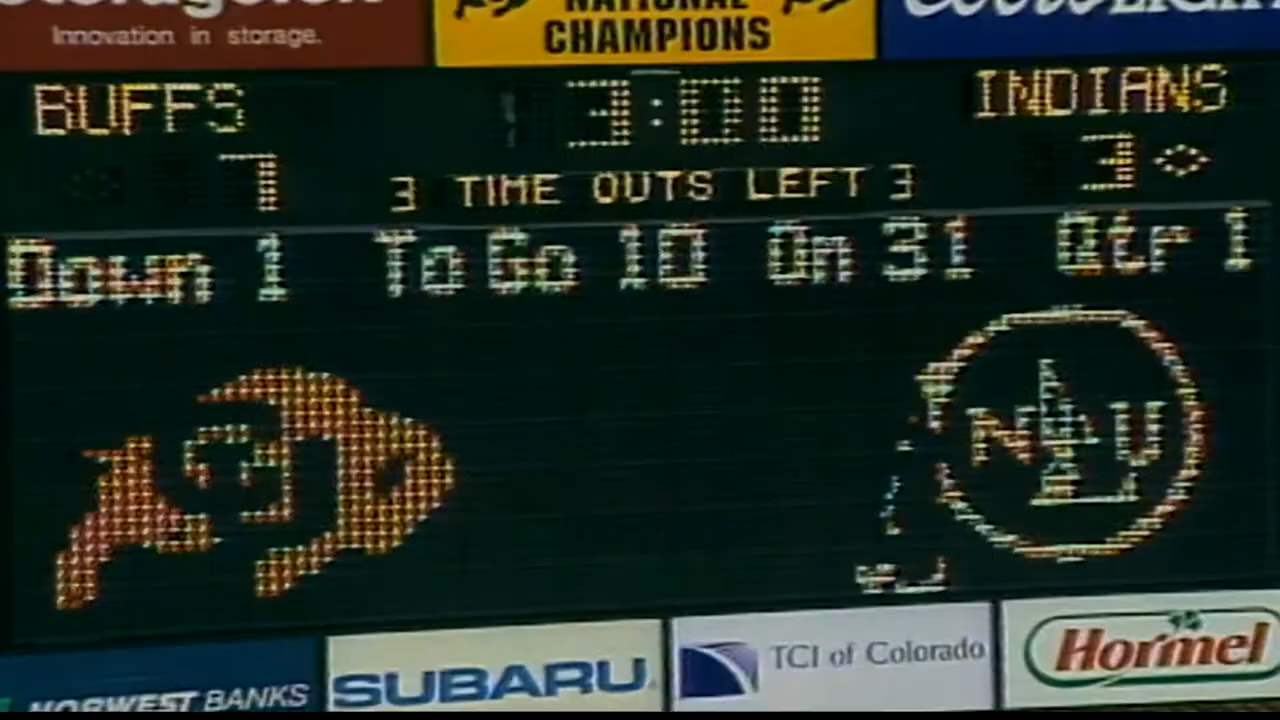 Innovation in storage.
NATIONAL
CHAMPIONS
BUFFS 3:00 INDIANS
7 3 TIME OUTS LEFT 3 3
Down 1 To Go 10 On 31 Qtr 1
NLU
NORWEST BANKS
SUBARU
TCI of Colorado
Hormel